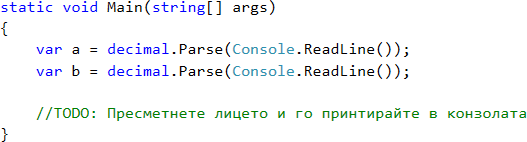 static void Main(string[] args)
{
    var a = decimal.Parse(Console.ReadLine());
    var b = decimal.Parse(Console.ReadLine());
    //TODO: Пресметнете лицето и го принтирайте в конзолата
}